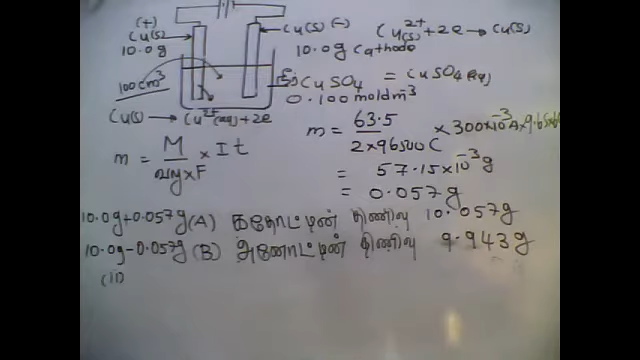 (+)
Cu(s)
10.0g
Cu(s) (-)
10.0g Cathode
Cu²⁺(s) + 2e → Cu(s)
100cm³
CuSO₄ = CuSO₄(aq)
0.100 moldm⁻³
Cu(s) → Cu²⁺(aq) + 2e
m = 63.5 / 2×96500C × 300×10⁻³A×9.65×
= 57.15×10⁻³g
= 0.057g
m = M / ×F × It
10.0g+0.057g (A) கதோட்டின் திணிவு 10.057g
10.0g-0.057g (B) அனோட்டின் திணிவு 9.943g
(II)